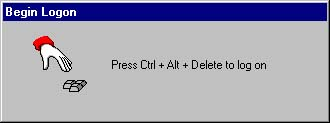 Begin Logon
Press Ctrl + Alt + Delete to log on